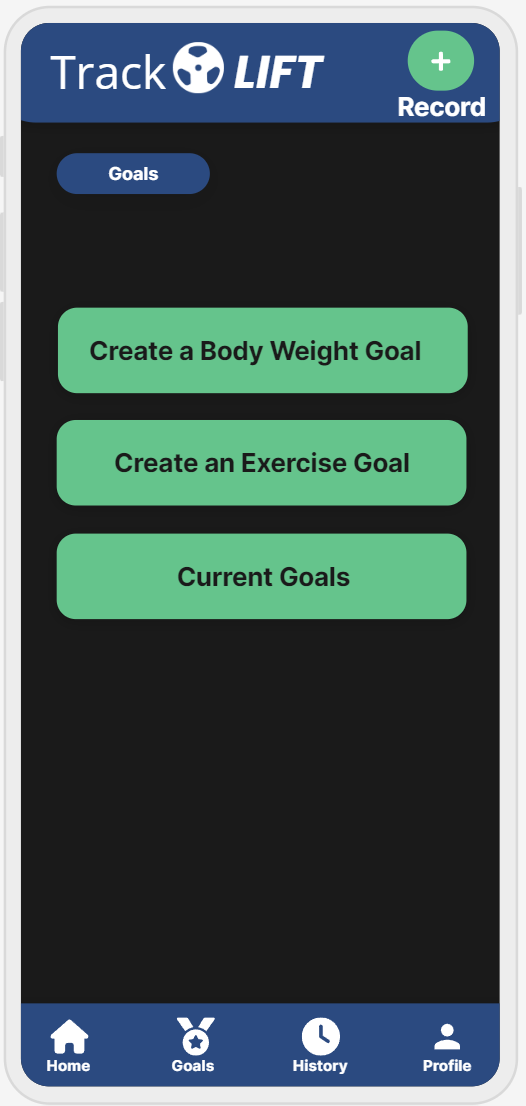 Track LIFT
Record
Goals
Create a Body Weight Goal
Create an Exercise Goal
Current Goals
Home Goals History Profile